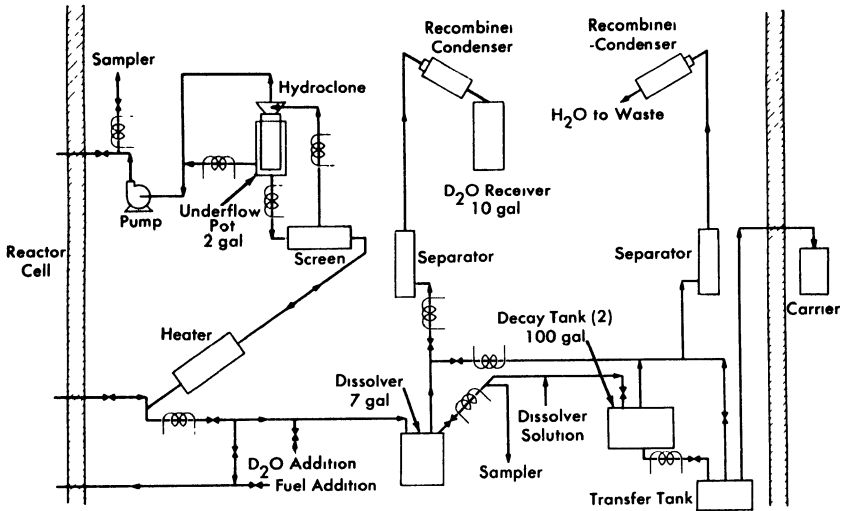 Recombiner
Condenser
Recombiner
-Condenser
Sampler
Hydroclone
H2O to Waste
D2O Receiver
10 gal
Pump
Underflow
Pot
2 gal
Reactor
Cell
Screen
Separator
Separator
Carrier
Heater
Decay Tank (2)
100 gal
Dissolver
7 gal
Dissolver
Solution
D2O Addition
Fuel Addition
Sampler
Transfer Tank